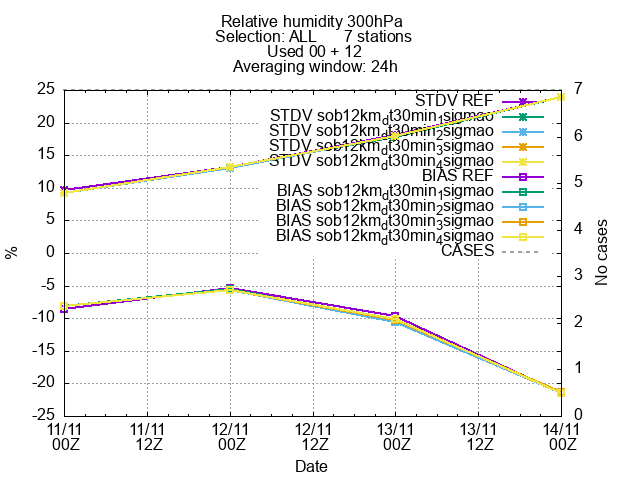 Relative humidity 300hPa
Selection: ALL 7 stations
Used 00 + 12
Averaging window: 24h
25 7
STDV REF
STDV sob12km_dt30min_1sigmao
20
STDV sob12km_dt30min_2sigmao
6
STDV sob12km_dt30min_3sigmao
15
STDV sob12km_dt30min_4sigmao
BIAS REF
10 5
BIAS sob12km_dt30min_1sigmao
BIAS sob12km_dt30min_2sigmao
5
BIAS sob12km_dt30min_3sigmao
4
BIAS sob12km_dt30min_4sigmao
0
CASES
%
No cases
-5 3
-10
2
-15
-20 1
-25 0
11/11 11/11 12/11 12/11 13/11 13/11 14/11
00Z 12Z 00Z 12Z 00Z 12Z 00Z
Date